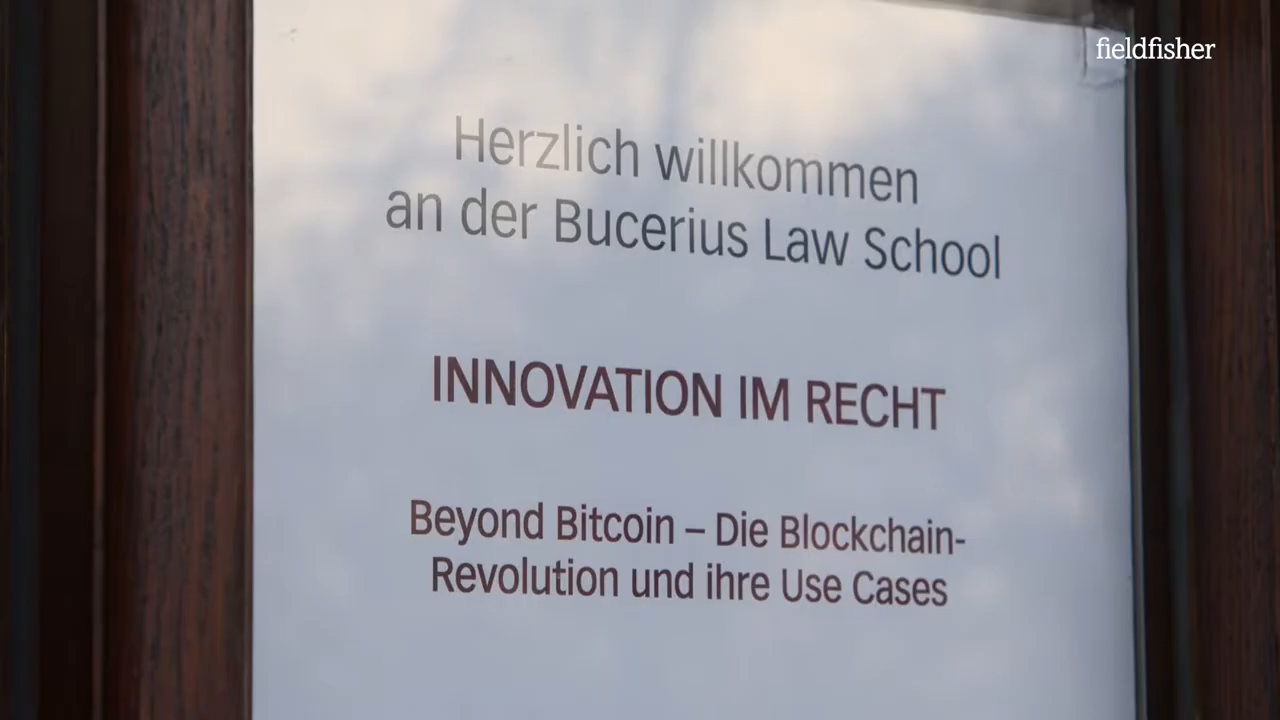 fieldfisher
Herzlich willkommen
an der Bucerius Law School
INNOVATION IM RECHT
Beyond Bitcoin – Die Blockchain-
Revolution und ihre Use Cases